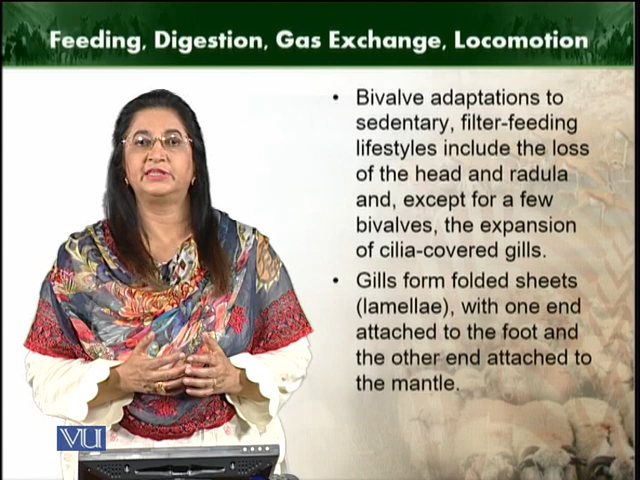 Feeding, Digestion, Gas Exchange, Locomotion
• Bivalve adaptations to
sedentary, filter-feeding
lifestyles include the loss
of the head and radula
and, except for a few
bivalves, the expansion
of cilia-covered gills.
• Gills form folded sheets
(lamellae), with one end
attached to the foot and
the other end attached to
the mantle.
VU